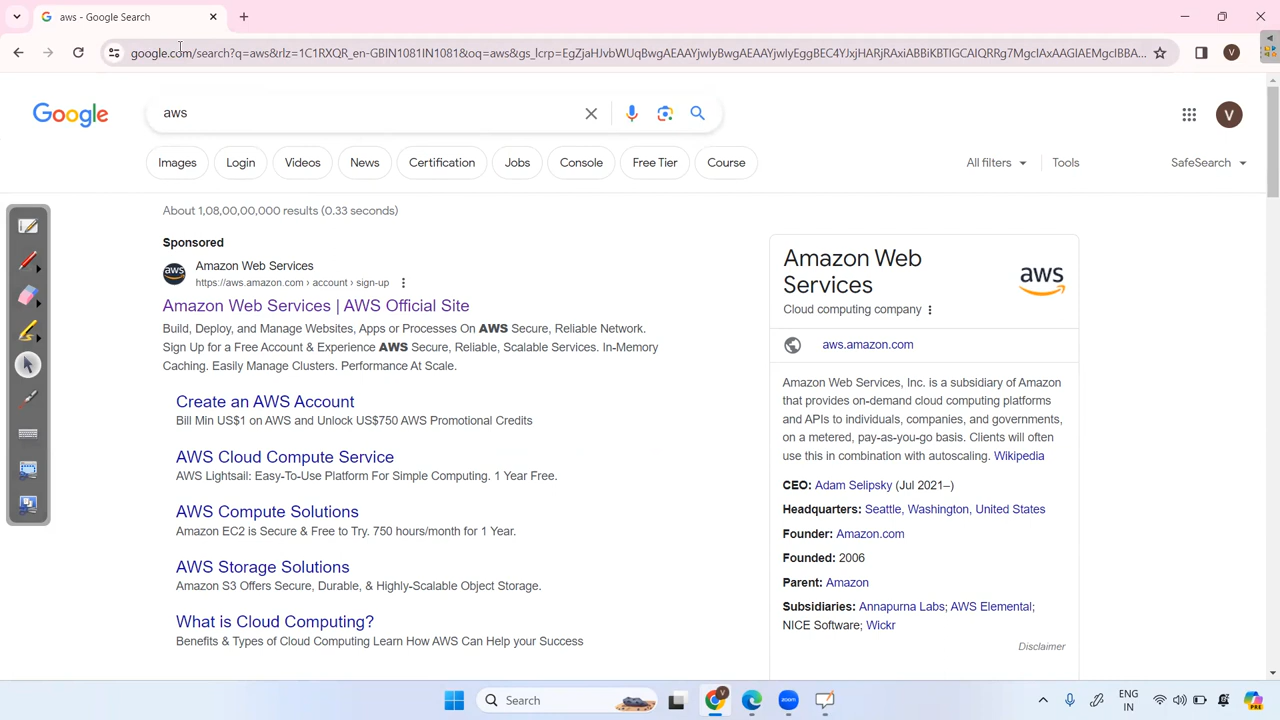 aws - Google Search
google.com/search?q=aws&rlz=1C1RXQR_en-GBIN1081IN1081&oq=aws&gs_lcrp=
Google
aws
V
Images
Login
Videos
News
Certification
Jobs
Console
Free Tier
Course
All filters
Tools
SafeSearch
About 1,08,00,00,000 results (0.33 seconds)
Sponsored
aws
Amazon Web Services
https://aws.amazon.com › account › sign-up
Amazon Web Services | AWS Official Site
Build, Deploy, and Manage Websites, Apps or Processes On AWS Secure, Reliable Network.
Sign Up for a Free Account & Experience AWS Secure, Reliable, Scalable Services. In-Memory
Caching. Easily Manage Clusters. Performance At Scale.
Create an AWS Account
Bill Min US$1 on AWS and Unlock US$750 AWS Promotional Credits
AWS Cloud Compute Service
AWS Lightsail: Easy-To-Use Platform For Simple Computing. 1 Year Free.
AWS Compute Solutions
Amazon EC2 is Secure & Free to Try. 750 hours/month for 1 Year.
AWS Storage Solutions
Amazon S3 Offers Secure, Durable, & Highly-Scalable Object Storage.
What is Cloud Computing?
Benefits & Types of Cloud Computing Learn How AWS Can Help your Success
Amazon Web
Services
aws
Cloud computing company
aws.amazon.com
Amazon Web Services, Inc. is a subsidiary of Amazon
that provides on-demand cloud computing platforms
and APIs to individuals, companies, and governments,
on a metered, pay-as-you-go basis. Clients will often
use this in combination with autoscaling. Wikipedia
CEO: Adam Selipsky (Jul 2021–)
Headquarters: Seattle, Washington, United States
Founder: Amazon.com
Founded: 2006
Parent: Amazon
Subsidiaries: Annapurna Labs; AWS Elemental;
NICE Software; Wickr
Disclaimer
Search
V
zoom
ENG
IN
PRE